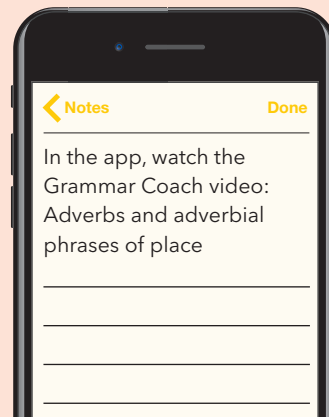 Notes
Done
In the app, watch the
Grammar Coach video:
Adverbs and adverbial
phrases of place